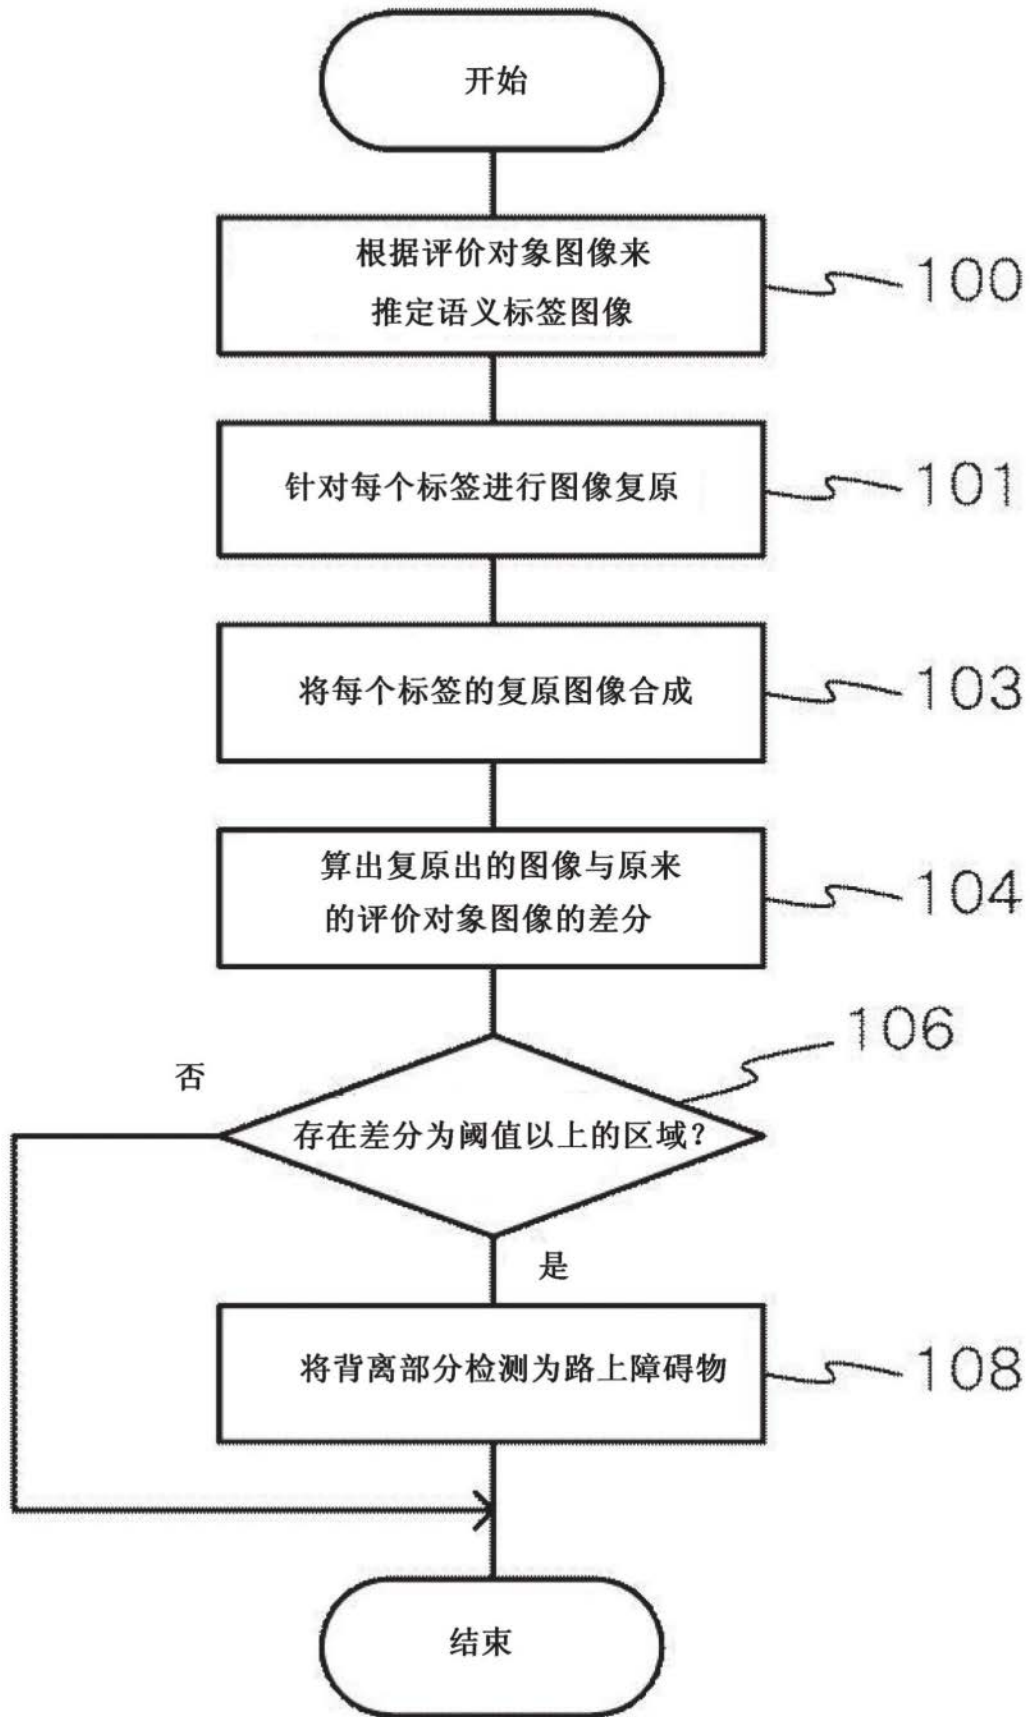 开始
根据评价对象图像来
推定语义标签图像
100
针对每个标签进行图像复原
101
将每个标签的复原图像合成
103
算出复原出的图像与原来
的评价对象图像的差分
104
106
否
存在差分为阈值以上的区域?
是
将背离部分检测为路上障碍物
108
结束